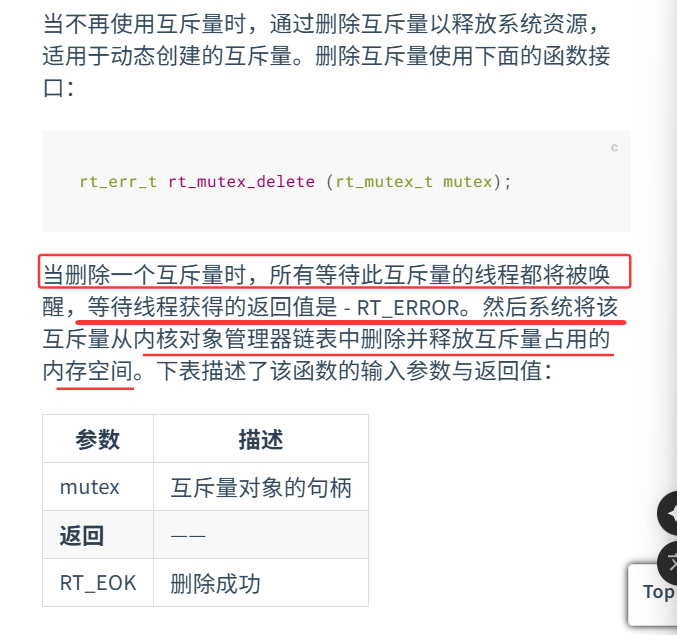 当不再使用互斥量时，通过删除互斥量以释放系统资源，
适用于动态创建的互斥量。删除互斥量使用下面的函数接
口：
c
rt_err_t rt_mutex_delete (rt_mutex_t mutex);
当删除一个互斥量时，所有等待此互斥量的线程都将被唤
醒，等待线程获得的返回值是 - RT_ERROR。然后系统将该
互斥量从内核对象管理器链表中删除并释放互斥量占用的
内存空间。下表描述了该函数的输入参数与返回值：
参数 描述
mutex 互斥量对象的句柄
返回 ——
RT_EOK 删除成功
Top